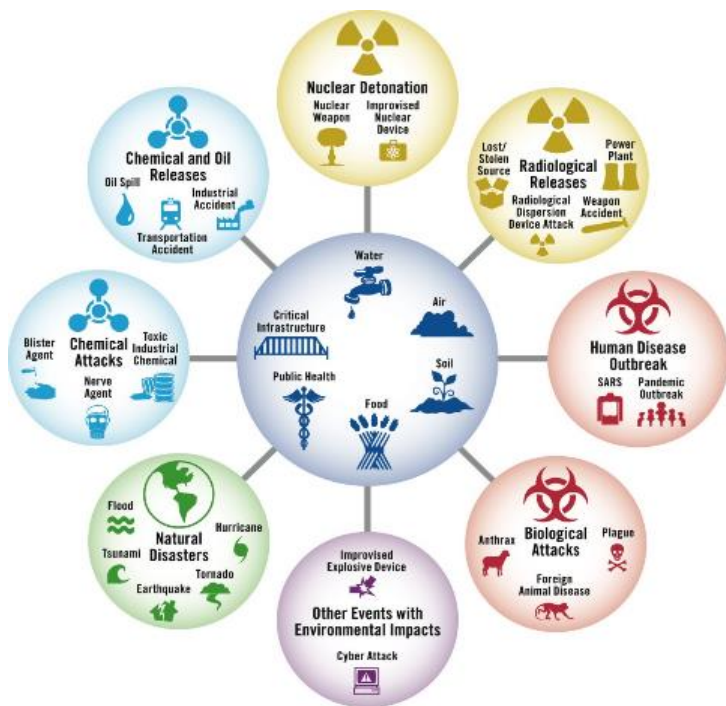 Nuclear Detonation
Nuclear
Weapon
Improvised
Nuclear
Device
Radiological
Releases
Lost/
Stolen
Source
Power
Plant
Radiological
Dispersion
Device Attack
Weapon
Accident
Human Disease
Outbreak
SARS
Pandemic
Outbreak
Biological
Attacks
Anthrax
Plague
Foreign
Animal Disease
Improvised
Explosive Device
Other Events with
Environmental Impacts
Cyber Attack
Natural
Disasters
Flood
Hurricane
Tsunami
Tornado
Earthquake
Chemical
Attacks
Blister
Agent
Toxic
Industrial
Chemical
Nerve
Agent
Chemical and Oil
Releases
Oil Spill
Industrial
Accident
Transportation
Accident
Water
Air
Critical
Infrastructure
Soil
Public Health
Food